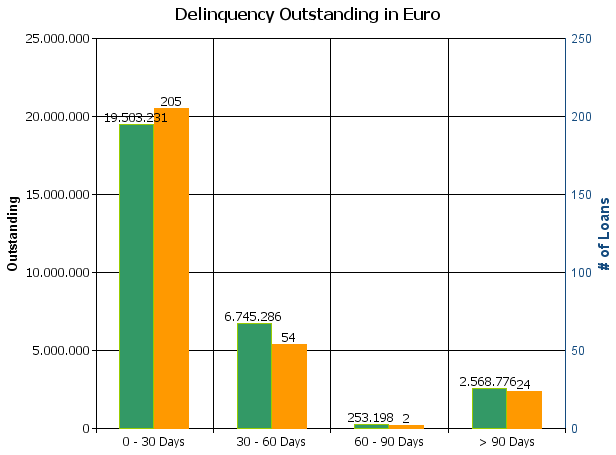 Delinquency Outstanding in Euro
25.000.000
20.000.000
15.000.000
10.000.000
5.000.000
0
Outstanding
250
200
150
100
50
0
# of Loans
19.503.231
205
6.745.286
54
253.198
2
2.568.776
24
0 - 30 Days
30 - 60 Days
60 - 90 Days
> 90 Days